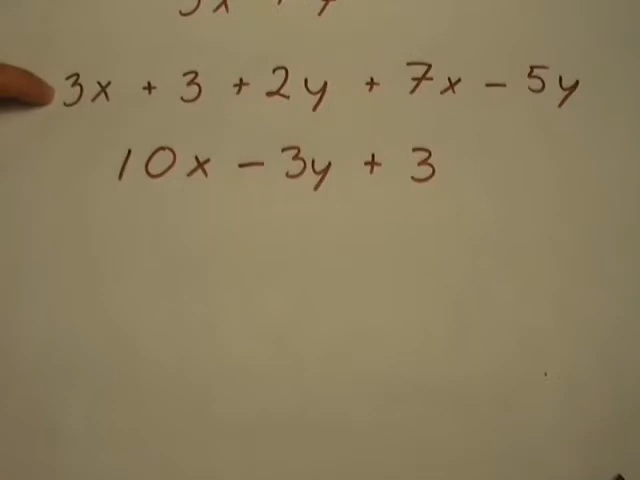 3x + 3 + 2y + 7x - 5y
10x - 3y + 3